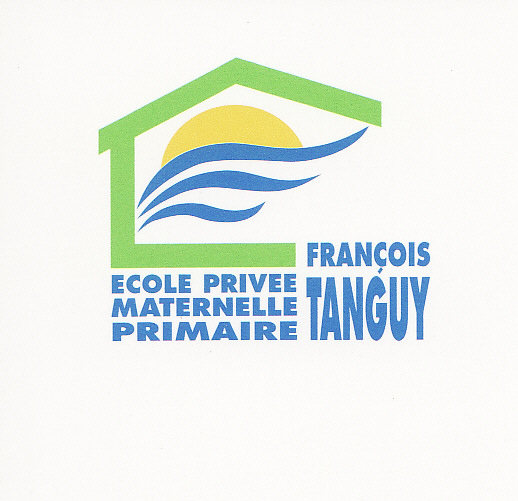 ECOLE PRIVEE
MATERNELLE
PRIMAIRE
FRANÇOIS
TANGUY